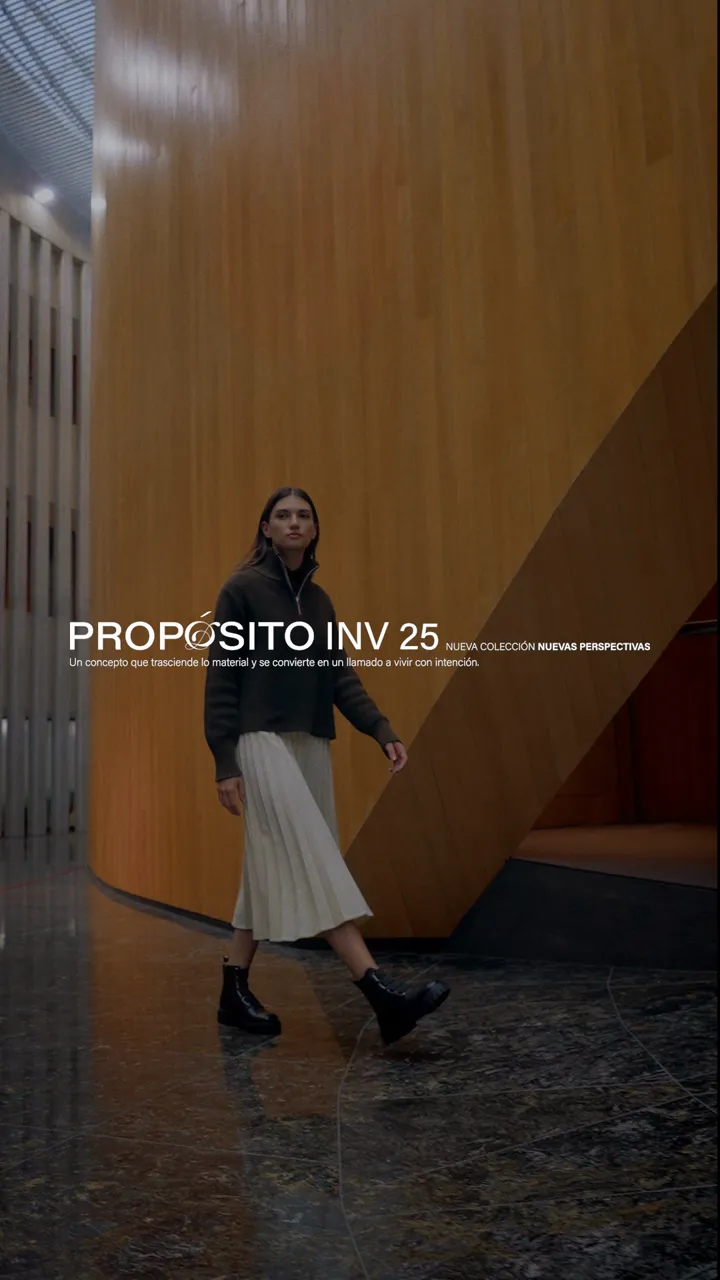 PROPÓSITO INV 25 NUEVA COLECCIÓN NUEVAS PERSPECTIVAS
Un concepto que trasciende lo material y se convierte en un llamado a vivir con intención.